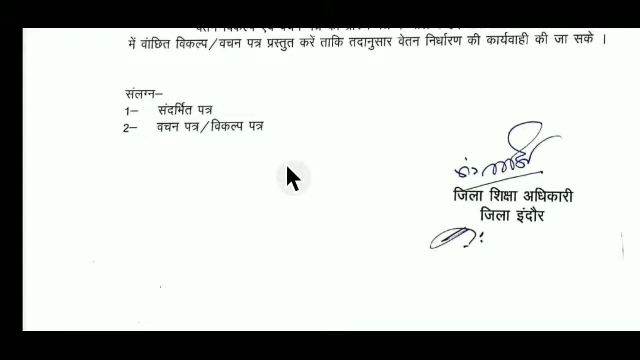 में वांछित विकल्प/वचन पत्र प्रस्तुत करें ताकि तदानुसार वेतन निर्धारण की कार्यवाही की जा सके ।
संलग्न–
1– संदर्भित पत्र
2– वचन पत्र/विकल्प पत्र
जिला शिक्षा अधिकारी
जिला इंदौर